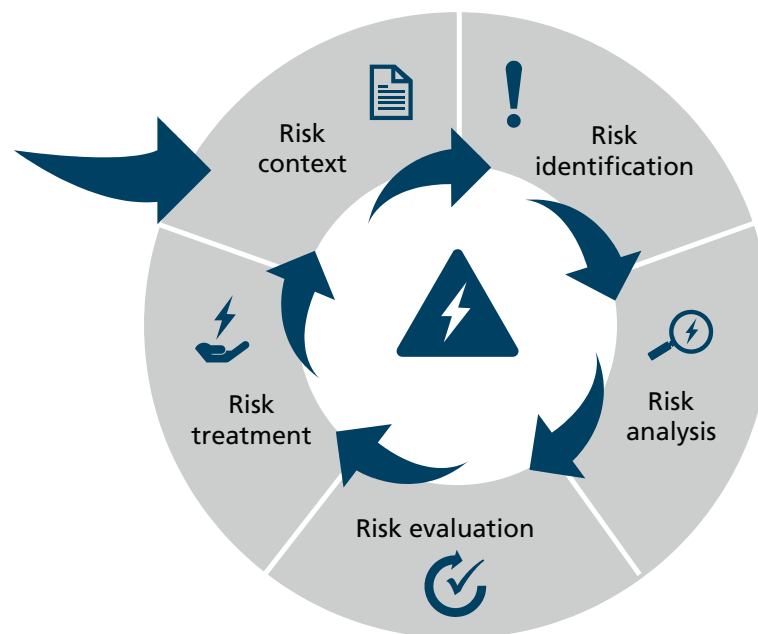 Risk
context
Risk
identification
Risk
analysis
Risk evaluation
Risk
treatment